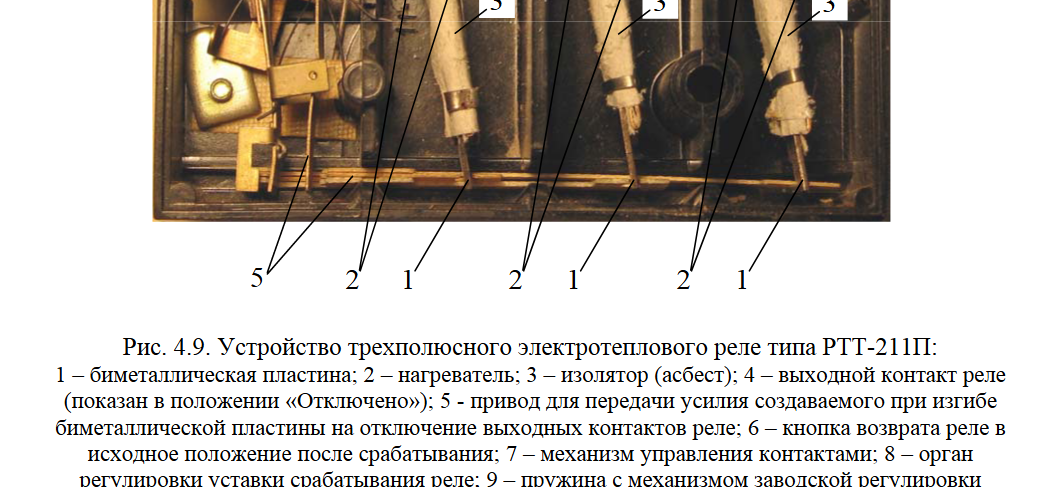 3 3 3
5 2 1 2 1 2 1
Рис. 4.9. Устройство трехполюсного электротеплового реле типа РТТ-211П:
1 – биметаллическая пластина; 2 – нагреватель; 3 – изолятор (асбест); 4 – выходной контакт реле
(показан в положении «Отключено»); 5 - привод для передачи усилия создаваемого при изгибе
биметаллической пластины на отключение выходных контактов реле; 6 – кнопка возврата реле в
исходное положение после срабатывания; 7 – механизм управления контактами; 8 – орган
регулировки уставки срабатывания реле; 9 – пружина с механизмом заводской регулировки